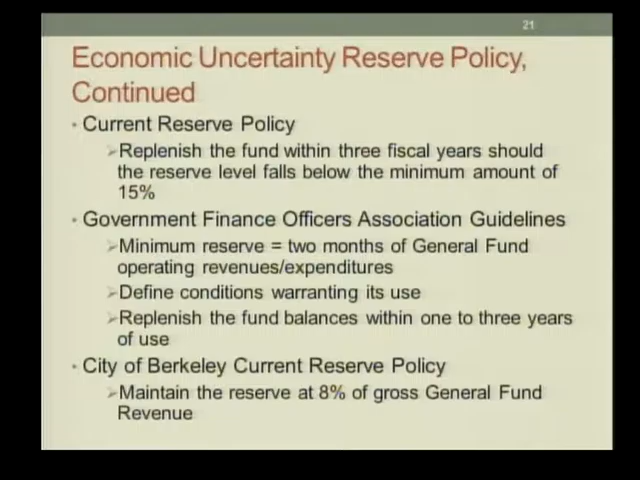 21
Economic Uncertainty Reserve Policy,
Continued
• Current Reserve Policy
➢Replenish the fund within three fiscal years should
the reserve level falls below the minimum amount of
15%
• Government Finance Officers Association Guidelines
➢Minimum reserve = two months of General Fund
operating revenues/expenditures
➢Define conditions warranting its use
➢Replenish the fund balances within one to three years
of use
• City of Berkeley Current Reserve Policy
➢Maintain the reserve at 8% of gross General Fund
Revenue